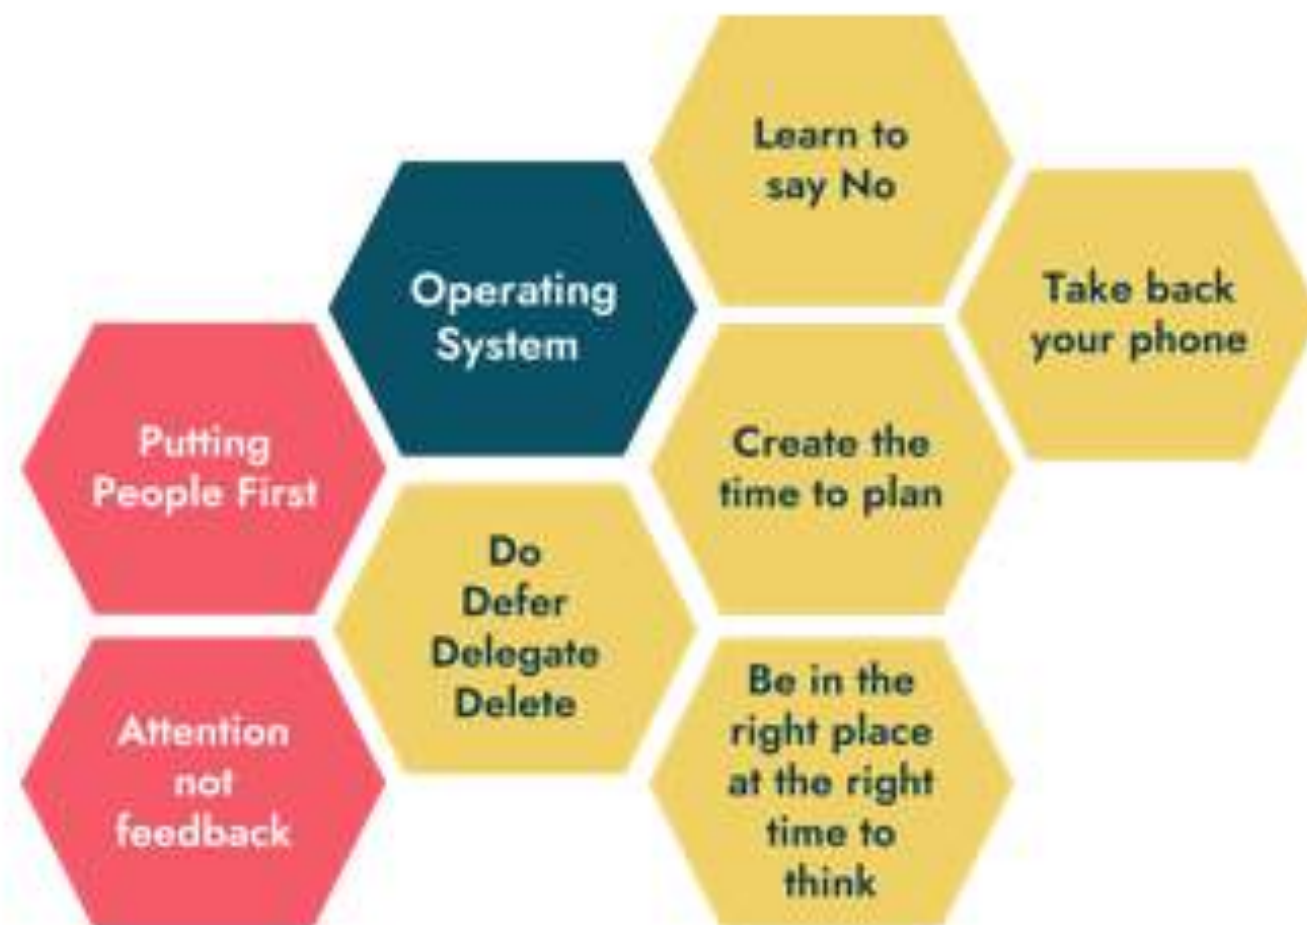 Learn to
say No
Operating
System
Take back
your phone
Putting
People First
Create the
time to plan
Do
Defer
Delegate
Delete
Attention
not
feedback
Be in the
right place
at the right
time to
think